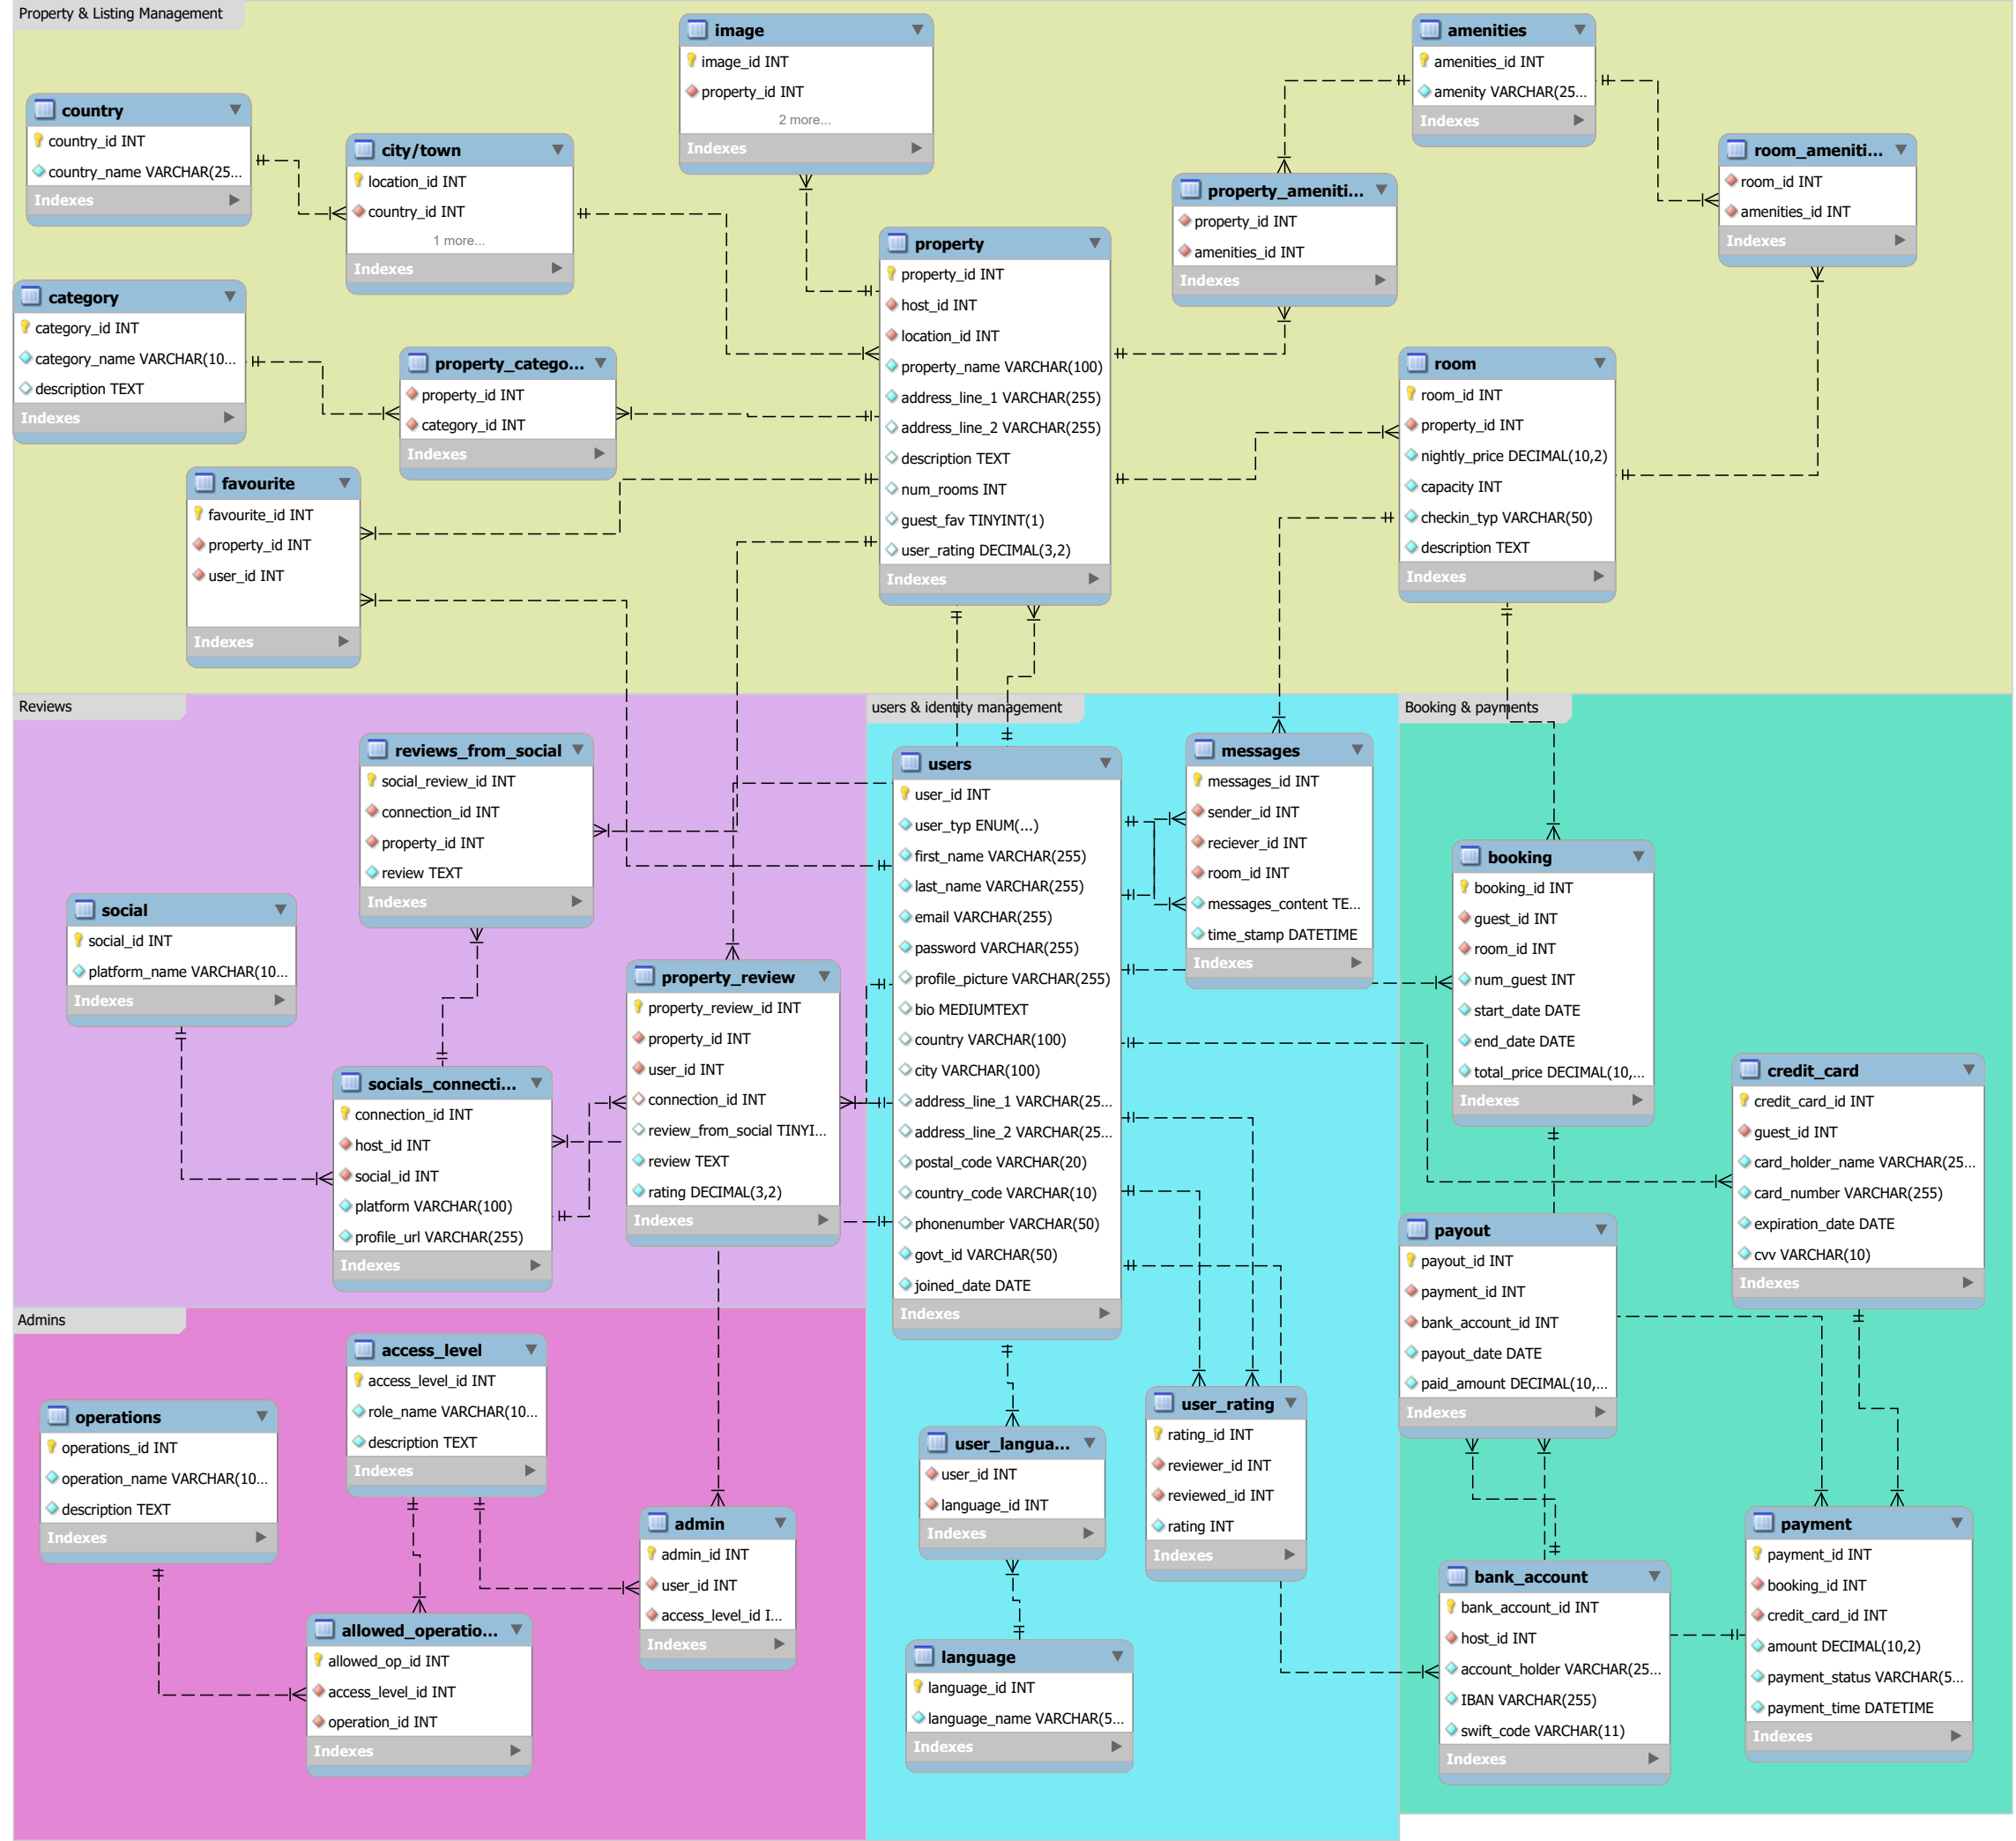 Property & Listing Management
image
image_id INT
property_id INT
2 more...
Indexes
amenities
amenities_id INT
amenity VARCHAR(25...
Indexes
country
country_id INT
country_name VARCHAR(25...
Indexes
city/town
location_id INT
country_id INT
1 more...
Indexes
room_ameniti...
room_id INT
amenities_id INT
Indexes
property_ameniti...
property_id INT
amenities_id INT
Indexes
property
property_id INT
host_id INT
location_id INT
property_name VARCHAR(100)
address_line_1 VARCHAR(255)
address_line_2 VARCHAR(255)
description TEXT
num_rooms INT
guest_fav TINYINT(1)
user_rating DECIMAL(3,2)
Indexes
category
category_id INT
category_name VARCHAR(10...
description TEXT
Indexes
property_catego...
property_id INT
category_id INT
Indexes
room
room_id INT
property_id INT
nightly_price DECIMAL(10,2)
capacity INT
checkin_typ VARCHAR(50)
description TEXT
Indexes
favourite
favourite_id INT
property_id INT
user_id INT
Indexes
Reviews
reviews_from_social
social_review_id INT
connection_id INT
property_id INT
review TEXT
Indexes
social
social_id INT
platform_name VARCHAR(10...
Indexes
property_review
property_review_id INT
property_id INT
user_id INT
connection_id INT
review_from_social TINYI...
review TEXT
rating DECIMAL(3,2)
Indexes
socials_connecti...
connection_id INT
host_id INT
social_id INT
platform VARCHAR(100)
profile_url VARCHAR(255)
Indexes
users & identity management
users
user_id INT
user_typ ENUM(...)
first_name VARCHAR(255)
last_name VARCHAR(255)
email VARCHAR(255)
password VARCHAR(255)
profile_picture VARCHAR(255)
bio MEDIUMTEXT
country VARCHAR(100)
city VARCHAR(100)
address_line_1 VARCHAR(25...
address_line_2 VARCHAR(25...
postal_code VARCHAR(20)
country_code VARCHAR(10)
phonenumber VARCHAR(50)
govt_id VARCHAR(50)
joined_date DATE
Indexes
messages
messages_id INT
sender_id INT
reciever_id INT
room_id INT
messages_content TE...
time_stamp DATETIME
Indexes
user_rating
rating_id INT
reviewer_id INT
reviewed_id INT
rating INT
Indexes
user_langua...
user_id INT
language_id INT
Indexes
language
language_id INT
language_name VARCHAR(5...
Indexes
Booking & payments
booking
booking_id INT
guest_id INT
room_id INT
num_guest INT
start_date DATE
end_date DATE
total_price DECIMAL(10,...
Indexes
credit_card
credit_card_id INT
guest_id INT
card_holder_name VARCHAR(25...
card_number VARCHAR(255)
expiration_date DATE
cvv VARCHAR(10)
Indexes
payout
payout_id INT
payment_id INT
bank_account_id INT
payout_date DATE
paid_amount DECIMAL(10,...
Indexes
payment
payment_id INT
booking_id INT
credit_card_id INT
amount DECIMAL(10,2)
payment_status VARCHAR(5...
payment_time DATETIME
Indexes
bank_account
bank_account_id INT
host_id INT
account_holder VARCHAR(25...
IBAN VARCHAR(255)
swift_code VARCHAR(11)
Indexes
Admins
access_level
access_level_id INT
role_name VARCHAR(10...
description TEXT
Indexes
operations
operations_id INT
operation_name VARCHAR(10...
description TEXT
Indexes
admin
admin_id INT
user_id INT
access_level_id I...
Indexes
allowed_operatio...
allowed_op_id INT
access_level_id INT
operation_id INT
Indexes